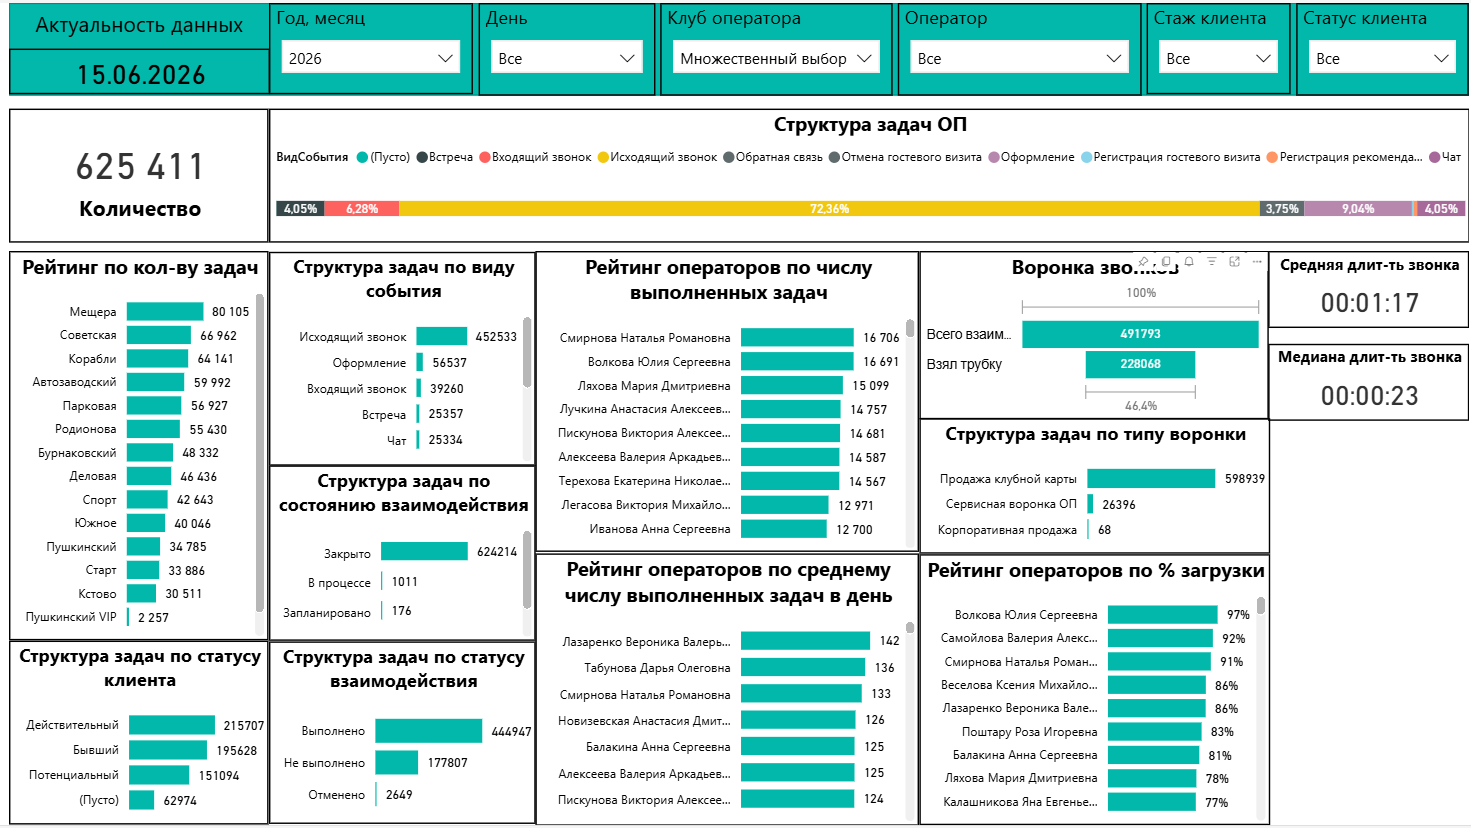 Актуальность данных
15.06.2026
Год, месяц
2026
День
Все
Клуб оператора
Множественный выбор
Оператор
Все
Стаж клиента
Все
Статус клиента
Все
625 411
Количество
Структура задач ОП
ВидСобытия (Пусто) Встреча Входящий звонок Исходящий звонок Обратная связь Отмена гостевого визита Оформление Регистрация гостевого визита Регистрация рекоменда... Чат
4,05% 6,28% 72,36% 3,75% 9,04% 4,05%
Рейтинг по кол-ву задач
Мещера 80 105
Советская 66 962
Корабли 64 141
Автозаводский 59 992
Парковая 56 927
Родионова 55 430
Бурнаковский 48 332
Деловая 46 436
Спорт 42 643
Южное 40 046
Пушкинский 34 785
Старт 33 886
Кстово 30 511
Пушкинский VIP 2 257
Структура задач по статусу
клиента
Действительный 215707
Бывший 195628
Потенциальный 151094
(Пусто) 62974
Структура задач по виду
события
Исходящий звонок 452533
Оформление 56537
Входящий звонок 39260
Встреча 25357
Чат 25334
Структура задач по
состоянию взаимодействия
Закрыто 624214
В процессе 1011
Запланировано 176
Структура задач по статусу
взаимодействия
Выполнено 444947
Не выполнено 177807
Отменено 2649
Рейтинг операторов по числу
выполненных задач
Смирнова Наталья Романовна 16 706
Волкова Юлия Сергеевна 16 691
Ляхова Мария Дмитриевна 15 099
Лучкина Анастасия Алексеев... 14 757
Пискунова Виктория Алексее... 14 681
Алексеева Валерия Аркадьев... 14 587
Терехова Екатерина Николае... 14 567
Легасова Виктория Михайло... 12 971
Иванова Анна Сергеевна 12 700
Рейтинг операторов по среднему
числу выполненных задач в день
Лазаренко Вероника Валерь... 142
Табунова Дарья Олеговна 136
Смирнова Наталья Романовна 133
Новизевская Анастасия Дмит... 126
Балакина Анна Сергеевна 125
Алексеева Валерия Аркадьев... 125
Пискунова Виктория Алексее... 124
Воронка звонков
100%
Всего взаим... 491793
Взял трубку 228068
46,4%
Структура задач по типу воронки
Продажа клубной карты 598939
Сервисная воронка ОП 26396
Корпоративная продажа 68
Рейтинг операторов по % загрузки
Волкова Юлия Сергеевна 97%
Самойлова Валерия Алекс... 92%
Смирнова Наталья Роман... 91%
Веселова Ксения Михайло... 86%
Лазаренко Вероника Вале... 86%
Поштару Роза Игоревна 83%
Балакина Анна Сергеевна 81%
Ляхова Мария Дмитриевна 78%
Калашникова Яна Евгенье... 77%
Средняя длит-ть звонка
00:01:17
Медиана длит-ть звонка
00:00:23